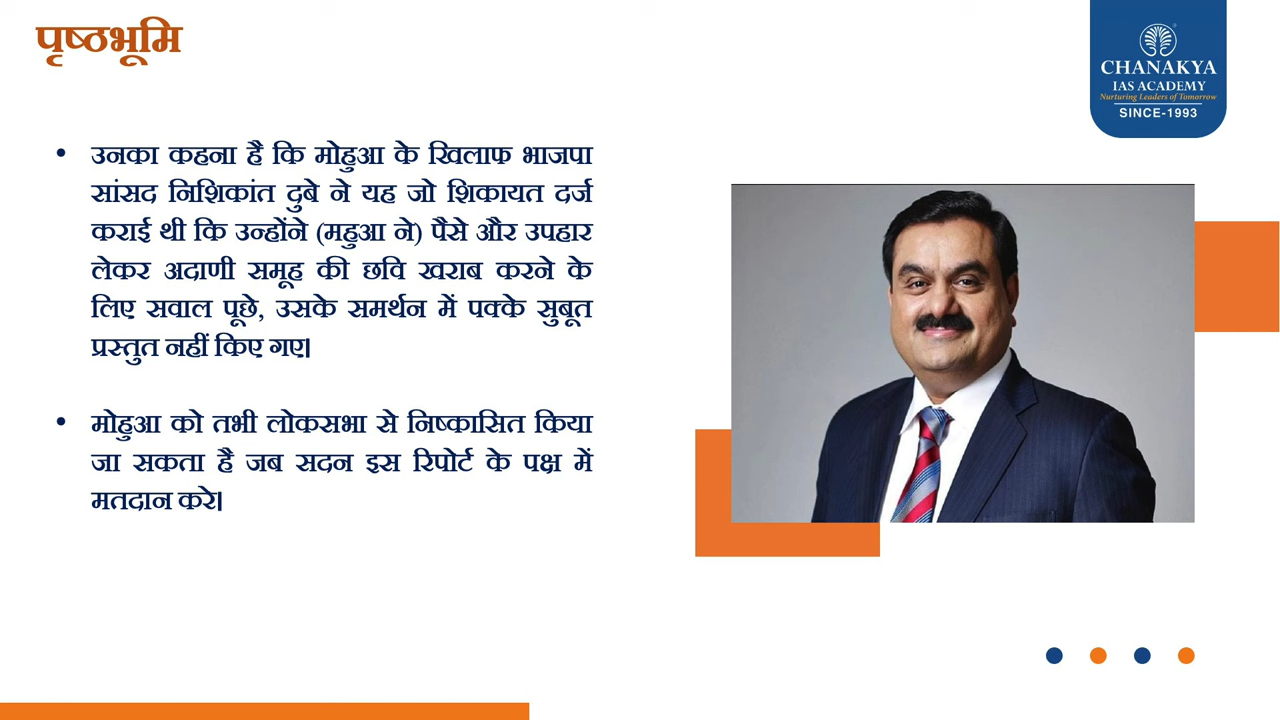 पृष्ठभूमि
CHANAKYA
IAS ACADEMY
Nurturing Leaders of Tomorrow
SINCE-1993
• उनका कहना है कि मोहुआ के खिलाफ भाजपा
सांसद निशिकांत दुबे ने यह जो शिकायत दर्ज
कराई थी कि उन्होंने (महुआ ने) पैसे और उपहार
लेकर अदाणी समूह की छवि खराब करने के
लिए सवाल पूछे, उसके समर्थन में पक्के सुबूत
प्रस्तुत नहीं किए गए।
• मोहुआ को तभी लोकसभा से निष्कासित किया
जा सकता है जब सदन इस रिपोर्ट के पक्ष में
मतदान करे।